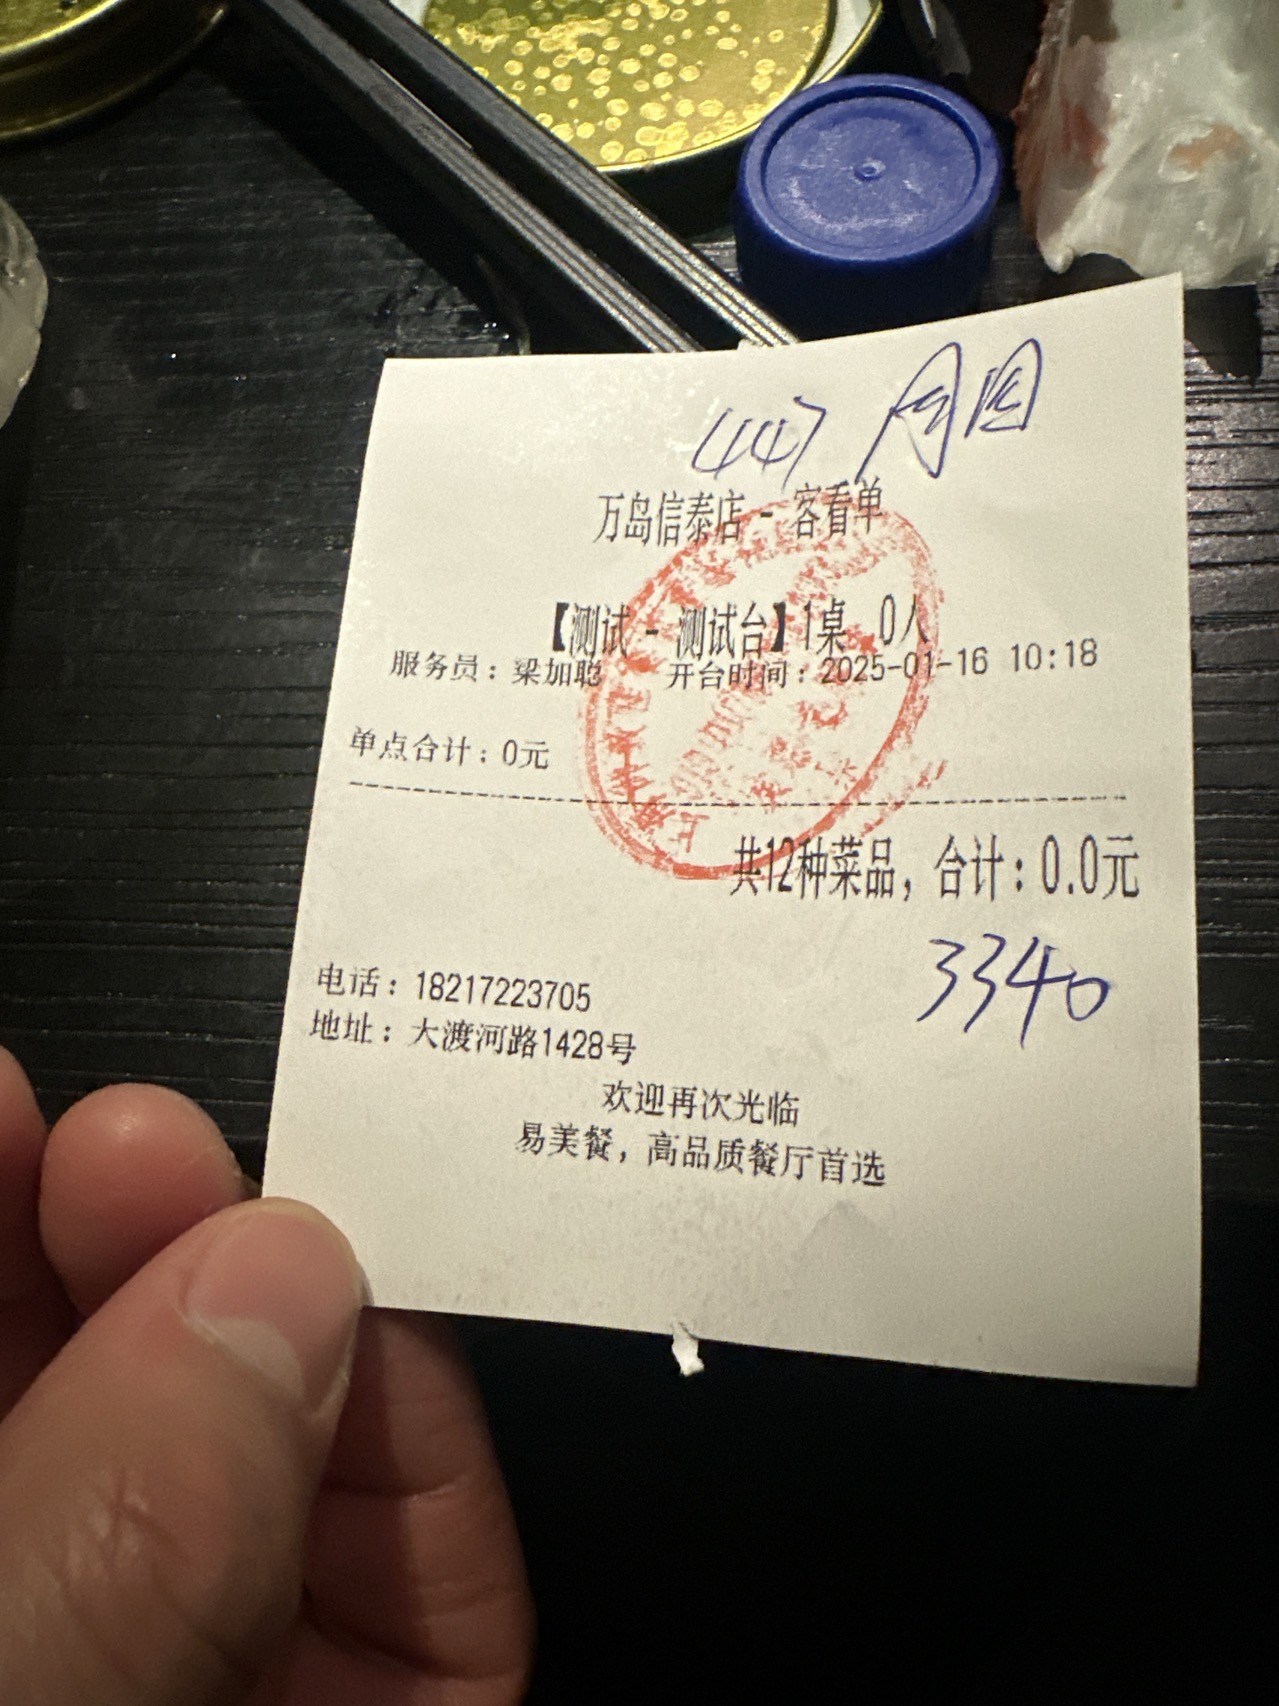 447 周图
万岛信泰店 - 客看单
【测试 - 测试台】1桌 0人
服务员：梁加聪 开台时间：2025-01-16 10:18
单点合计：0元
共12种菜品，合计：0.0元
3340
电话：18217223705
地址：大渡河路1428号
欢迎再次光临
易美餐，高品质餐厅首选